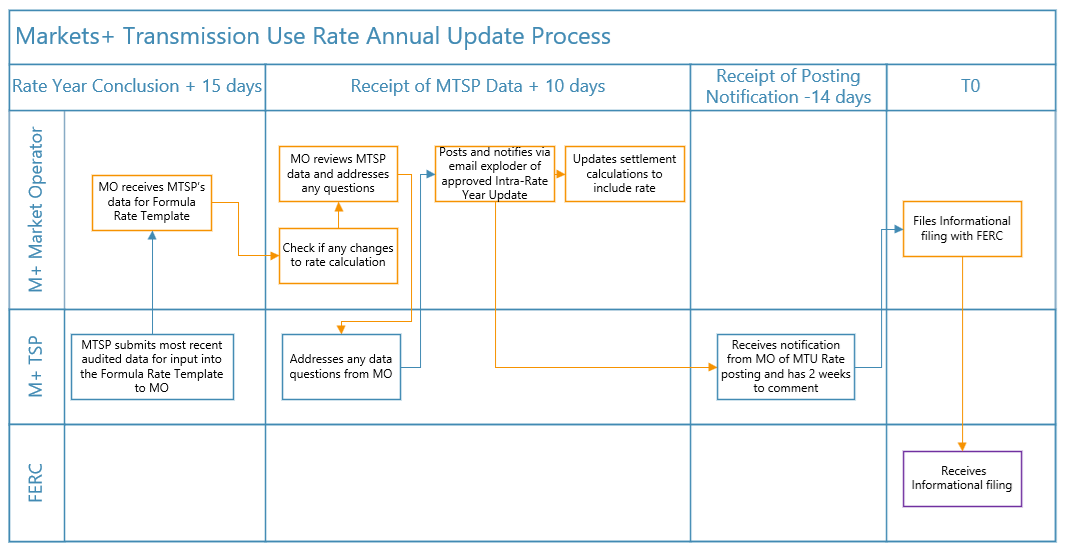 Markets+ Transmission Use Rate Annual Update Process
Rate Year Conclusion + 15 days
Receipt of MTSP Data + 10 days
Receipt of Posting
Notification -14 days
T0
M+ Market Operator
MO receives MTSP's
data for Formula
Rate Template
MO reviews MTSP
data and addresses
any questions
Check if any changes
to rate calculation
Posts and notifies via
email exploder of
approved Intra-Rate
Year Update
Updates settlement
calculations to
include rate
Files Informational
filing with FERC
M+ TSP
MTSP submits most recent
audited data for input into
the Formula Rate Template
to MO
Addresses any data
questions from MO
Receives notification
from MO of MTU Rate
posting and has 2 weeks
to comment
FERC
Receives
Informational filing